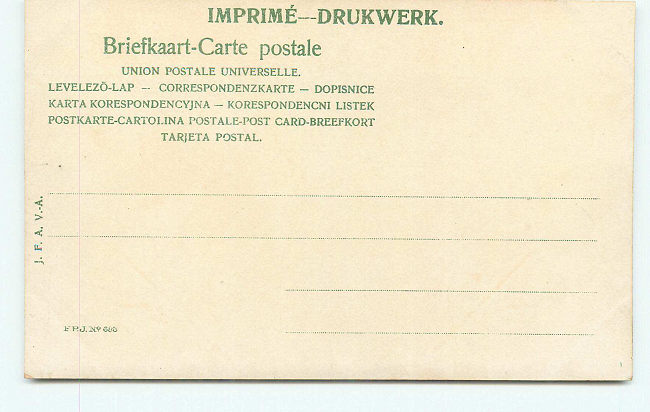 IMPRIMÉ--DRUKWERK.
Briefkaart-Carte postale
UNION POSTALE UNIVERSELLE.
LEVELEZŐ-LAP – CORRESPONDENZKARTE – DOPISNICE
KARTA KORESPONDENCYJNA – KORESPONDENCNI LISTEK
POSTKARTE-CARTOLINA POSTALE-POST CARD-BREEFKORT
TARJETA POSTAL.
J. F. A. V.-A.